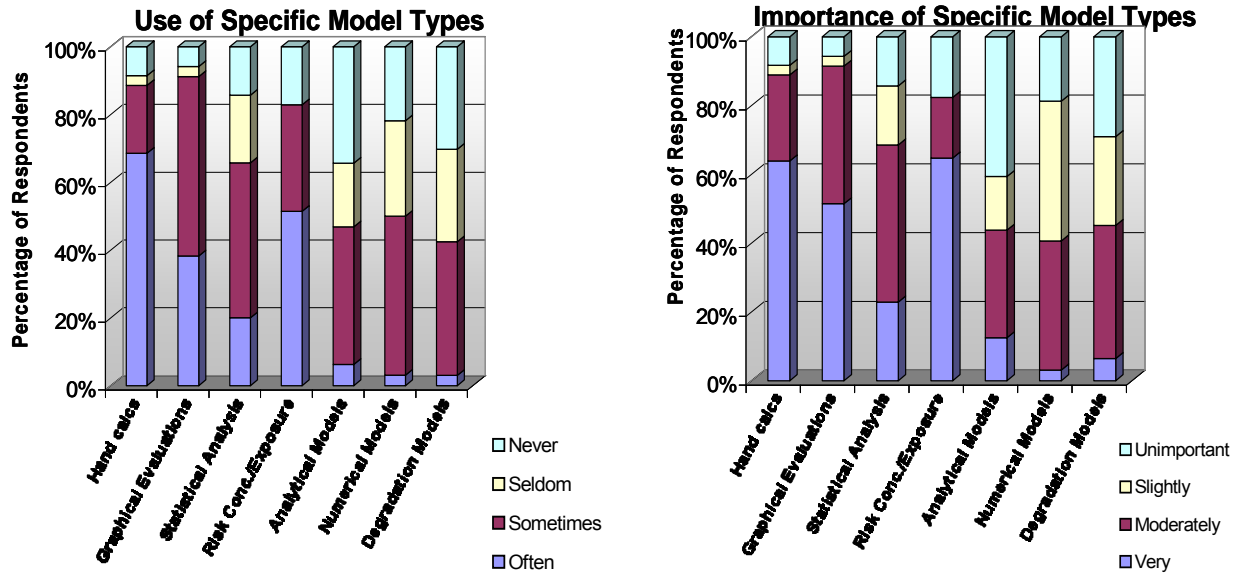 Use of Specific Model Types
Percentage of Respondents
100%
80%
60%
40%
20%
0%
Hand calcs
Graphical Evaluations
Statistical Analysis
Risk Conc./Exposure
Analytical Models
Numerical Models
Degradation Models
Never
Seldom
Sometimes
Often
Importance of Specific Model Types
Percentage of Respondents
100%
80%
60%
40%
20%
0%
Hand calcs
Graphical Evaluations
Statistical Analysis
Risk Conc./Exposure
Analytical Models
Numerical Models
Degradation Models
Unimportant
Slightly
Moderately
Very